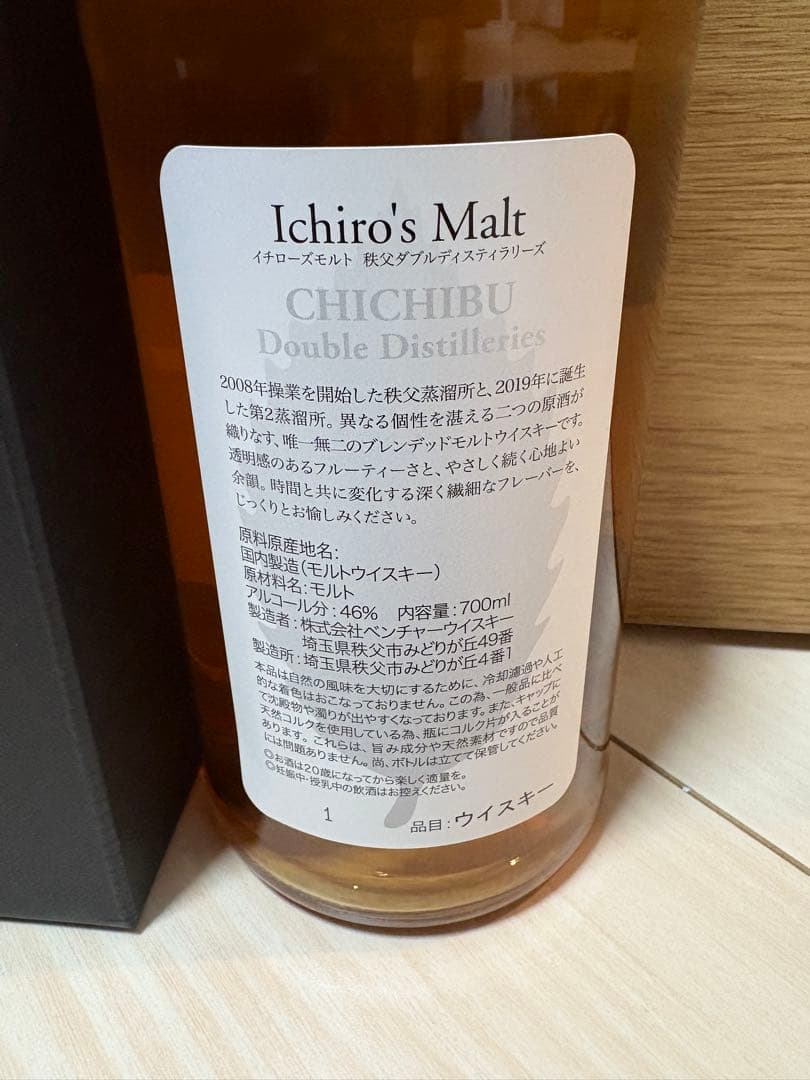 Ichiro's Malt
イチローズモルト 秩父ダブルディスティラリーズ
CHICHIBU
Double Distilleries
2008年操業を開始した秩父蒸溜所と、2019年に誕生
した第2蒸溜所。異なる個性を湛える二つの原酒が
織りなす、唯一無二のブレンデッドモルトウイスキーです。
透明感のあるフルーティーさと、やさしく続く心地よい
余韻。時間と共に変化する深く繊細なフレーバーを、
じっくりとお愉しみください。
原料原産地名:
国内製造(モルトウイスキー)
原材料名:モルト
アルコール分:46% 内容量:700ml
製造者:株式会社ベンチャーウイスキー
埼玉県秩父市みどりが丘49番
製造所:埼玉県秩父市みどりが丘4番1
本品は自然の風味を大切にするために、冷却濾過や人工
的な着色はおこなっておりません。この為、一般品に比べ
て沈殿物や濁りが出やすくなっております。また、キャップに
天然コルクを使用している為、瓶にコルク片が入ることが
あります。これらは、旨み成分や天然素材ですので品質
には問題ありません。尚、ボトルは立てて保管してください。
◎お酒は20歳になってから楽しく適量を。
◎妊娠中・授乳中の飲酒はお控えください。
1 品目:ウイスキー